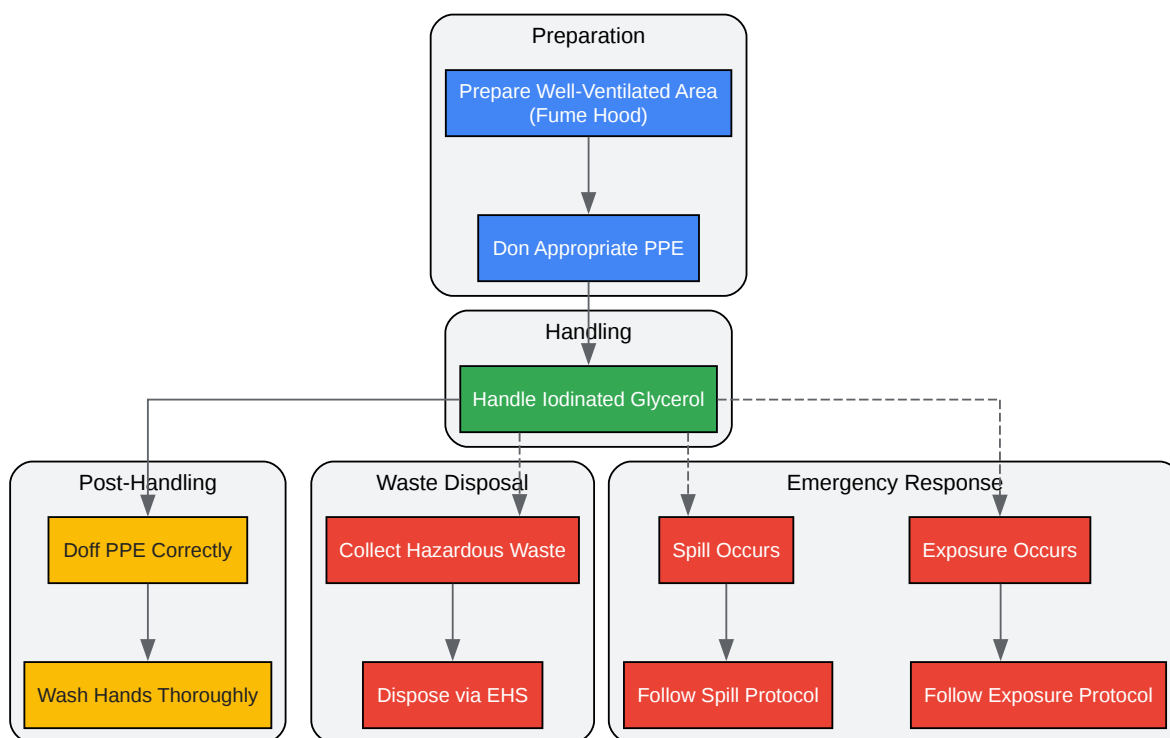 Preparation
Prepare Well-Ventilated Area
(Fume Hood)
Don Appropriate PPE
Handling
Handle Iodinated Glycerol
Post-Handling
Doff PPE Correctly
Wash Hands Thoroughly
Waste Disposal
Collect Hazardous Waste
Dispose via EHS
Emergency Response
Spill Occurs
Exposure Occurs
Follow Spill Protocol
Follow Exposure Protocol